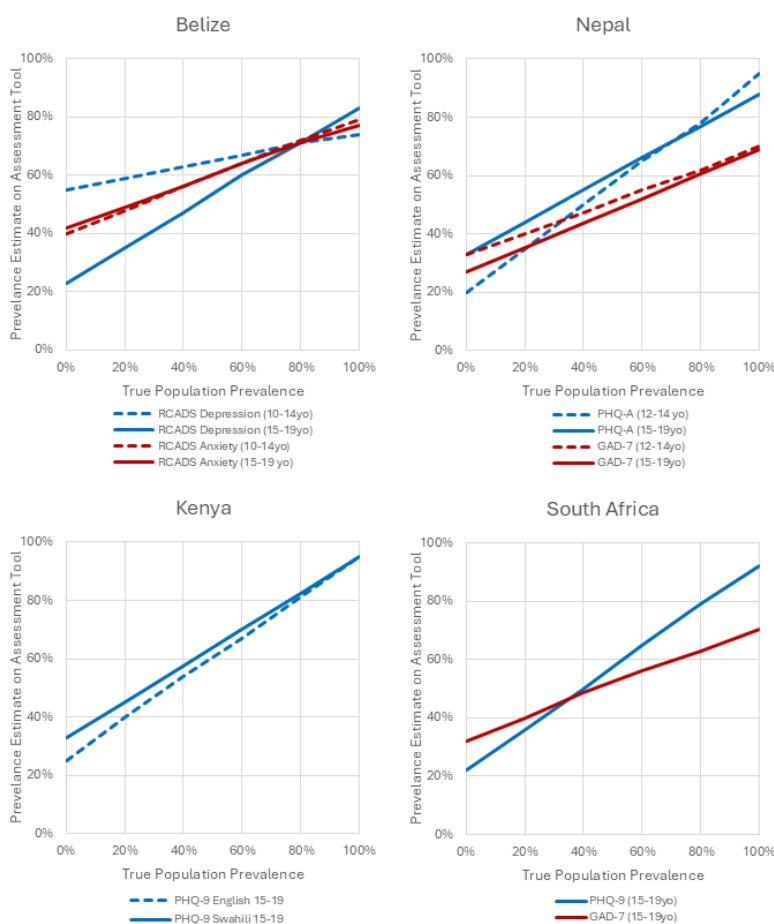 Belize
Prevelance Estimate on Assessment Tool
100%
80%
60%
40%
20%
0%
0% 20% 40% 60% 80% 100%
True Population Prevalence
RCADS Depression (10-14yo)
RCADS Depression (15-19yo)
RCADS Anxiety (10-14yo)
RCADS Anxiety (15-19 yo)
Nepal
Prevelance Estimate on Assessment Tool
100%
80%
60%
40%
20%
0%
0% 20% 40% 60% 80% 100%
True Population Prevalence
PHQ-A (12-14 yo)
PHQ-A (15-19yo)
GAD-7 (12-14yo)
GAD-7 (15-19yo)
Kenya
Prevelance Estimate on Assessment Tool
100%
80%
60%
40%
20%
0%
0% 20% 40% 60% 80% 100%
True Population Prevalence
PHQ-9 English 15-19
PHQ-9 Swahili 15-19
South Africa
Prevelance Estimate on Assessment Tool
100%
80%
60%
40%
20%
0%
0% 20% 40% 60% 80% 100%
True Population Prevalence
PHQ-9 (15-19yo)
GAD-7 (15-19yo)